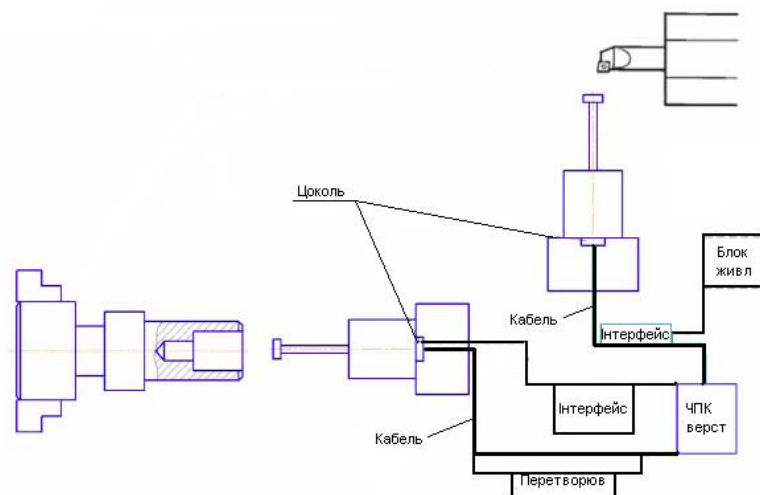 Цоколь
Блок
живл
Кабель
Інтерфейс
Інтерфейс
ЧПК
верст
Кабель
Перетворюв